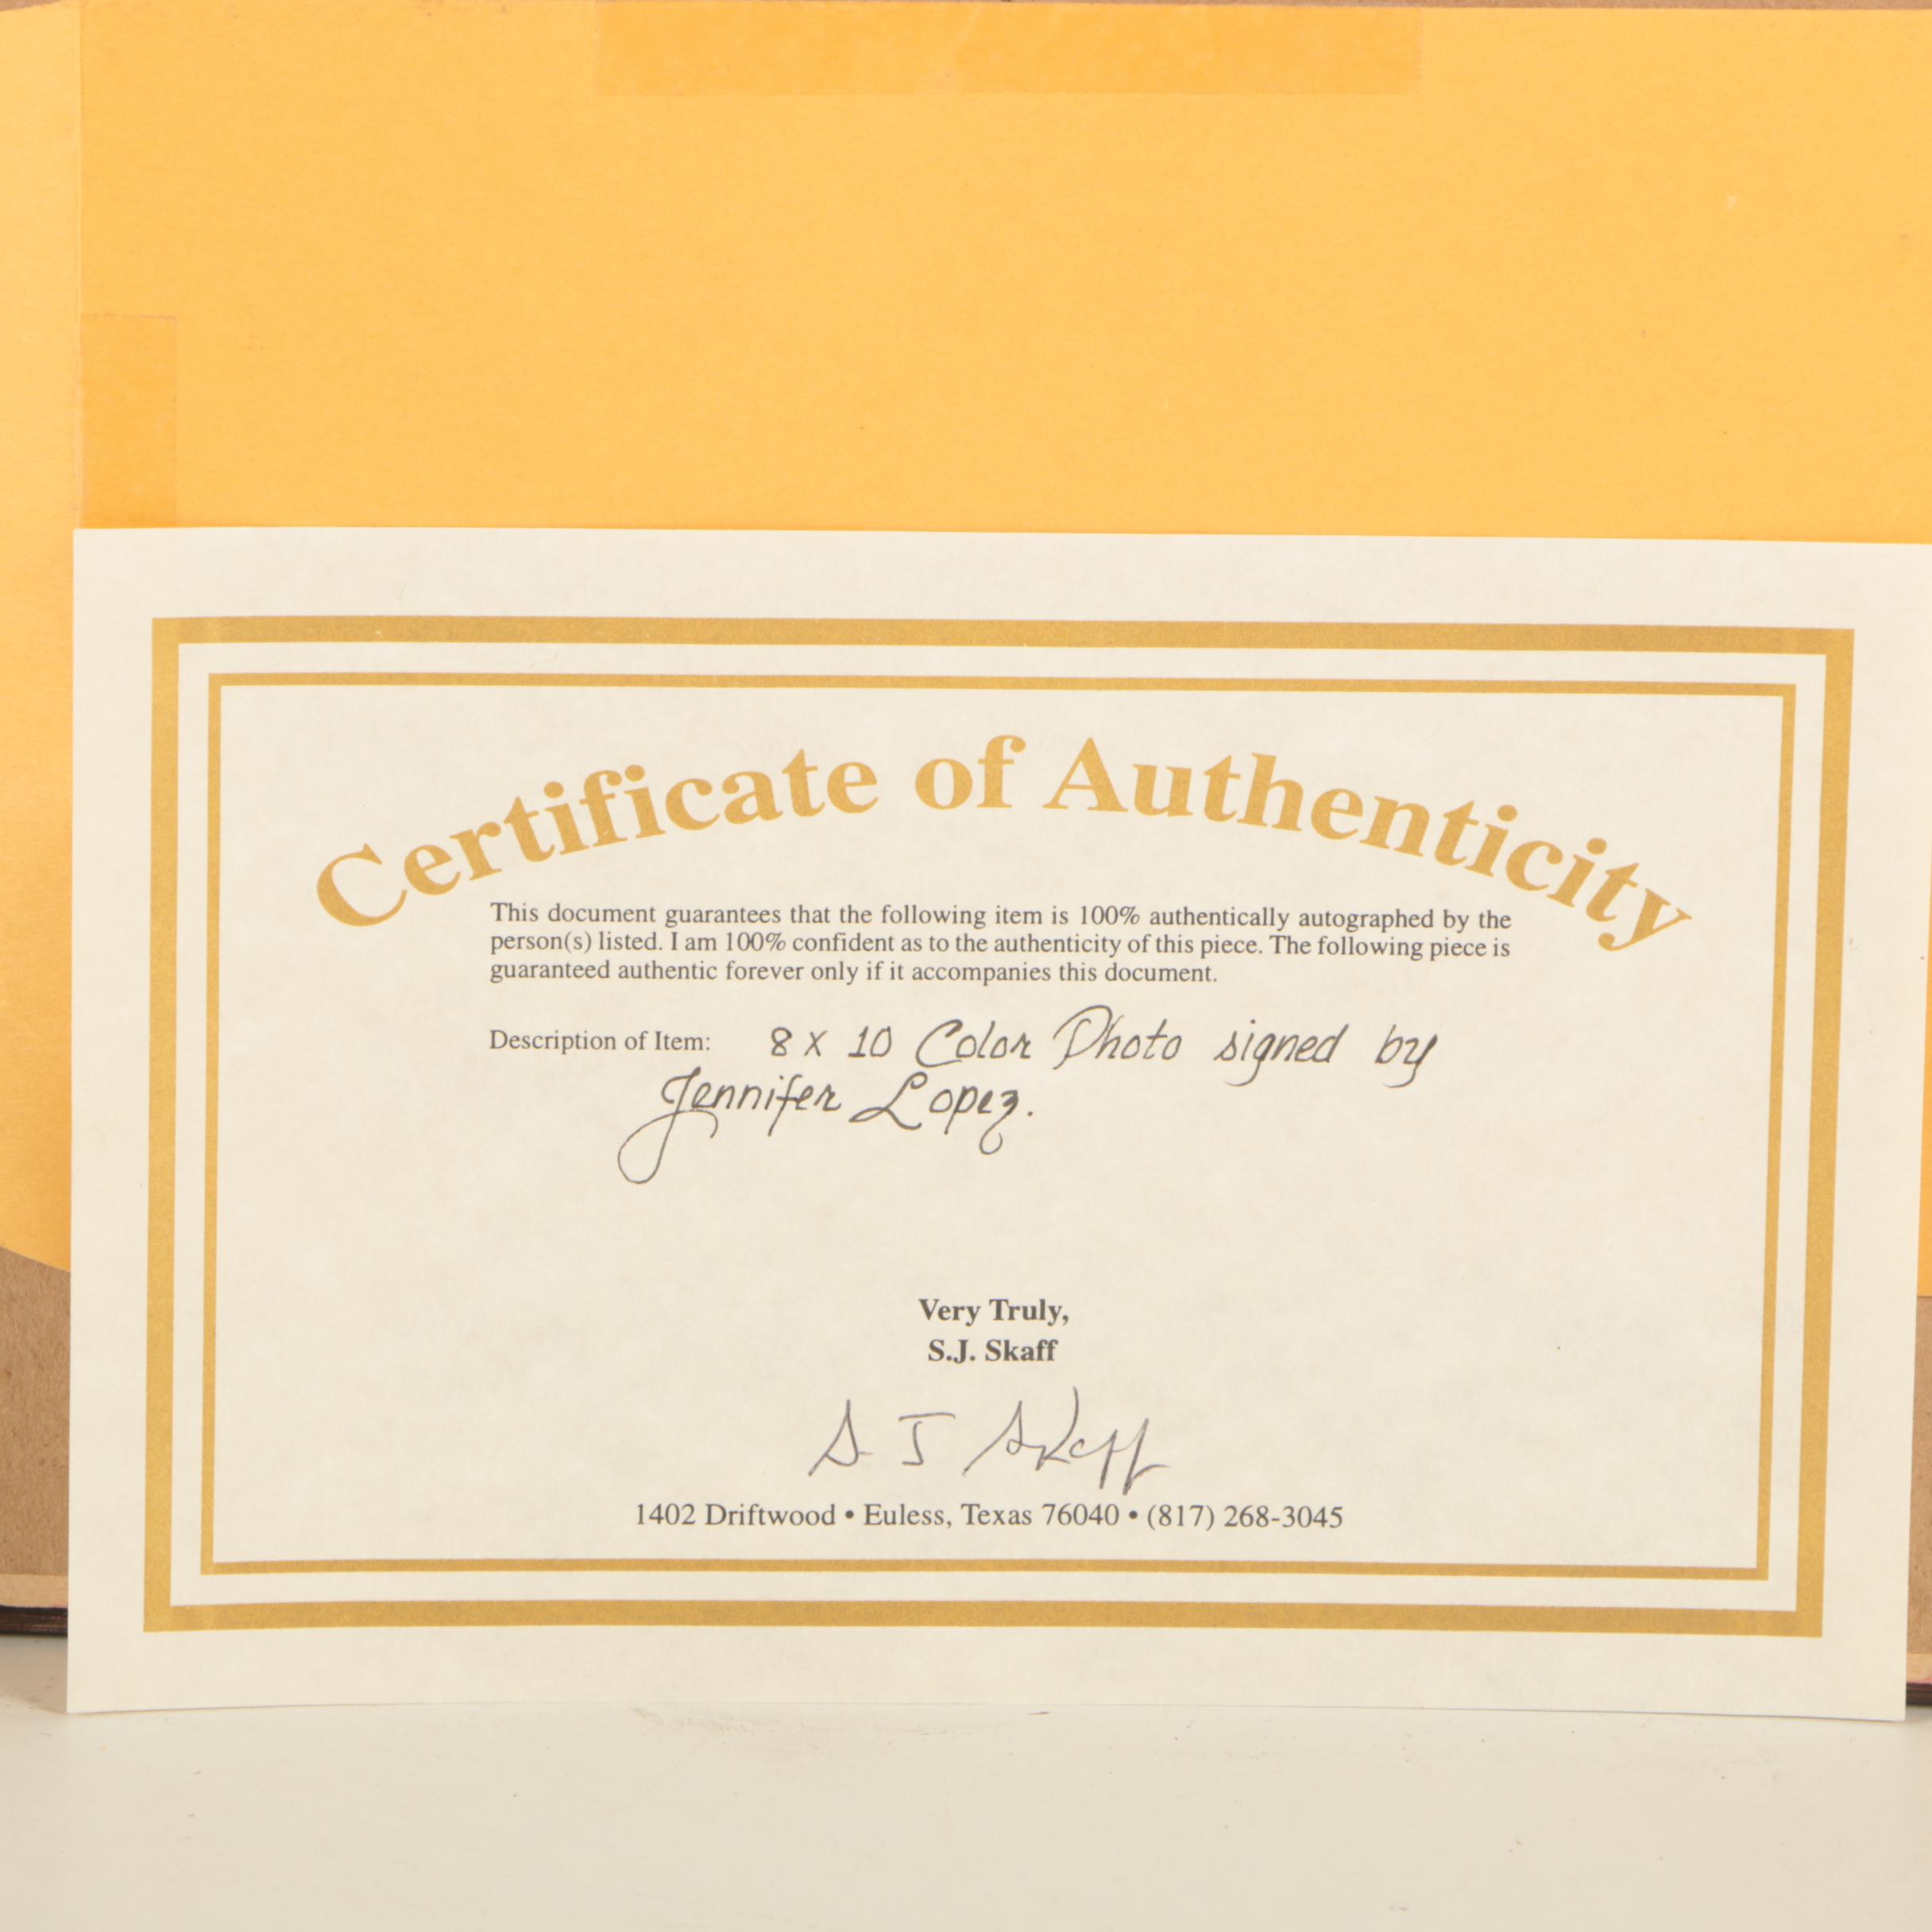 Certificate of Authenticity
This document guarantees that the following item is 100% authentically autographed by the
person(s) listed. I am 100% confident as to the authenticity of this piece. The following piece is
guaranteed authentic forever only if it accompanies this document.
Description of Item: 8 x 10 Color Photo signed by
Jennifer Lopez.
Very Truly,
S.J. Skaff
S J Skaff
1402 Driftwood • Euless, Texas 76040 • (817) 268-3045